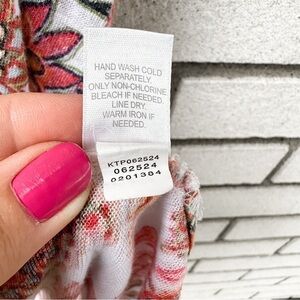 HAND WASH COLD
SEPARATELY.
ONLY NON-CHLORINE
BLEACH IF NEEDED.
LINE DRY.
WARM IRON IF
NEEDED.
KTP062524
062524
0201304